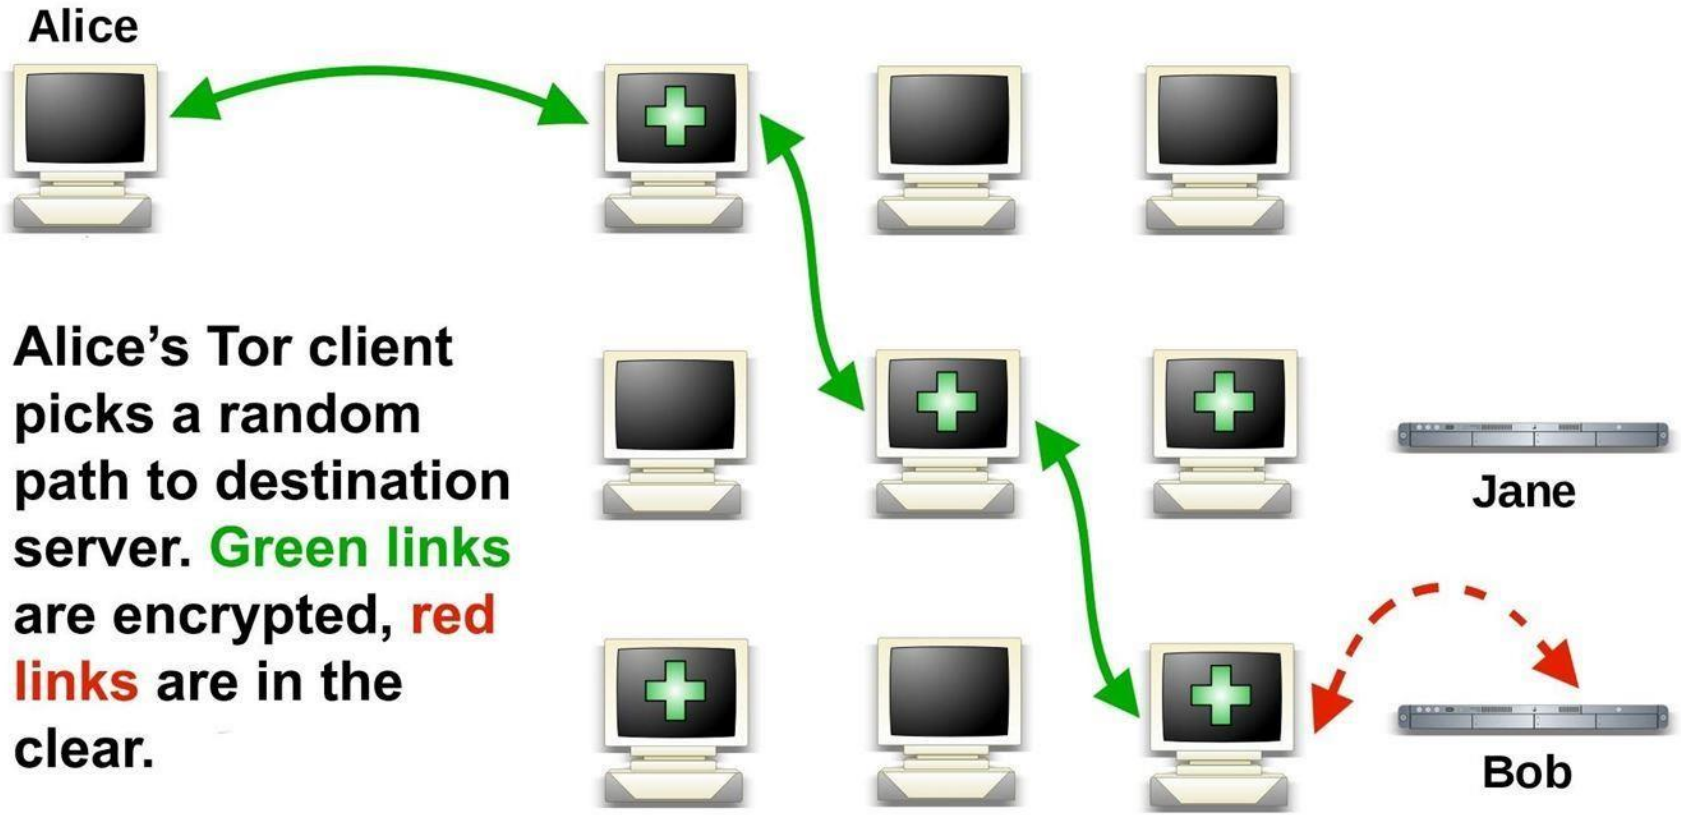 Alice
Alice’s Tor client
picks a random
path to destination
server. Green links
are encrypted, red
links are in the
clear.
Jane
Bob